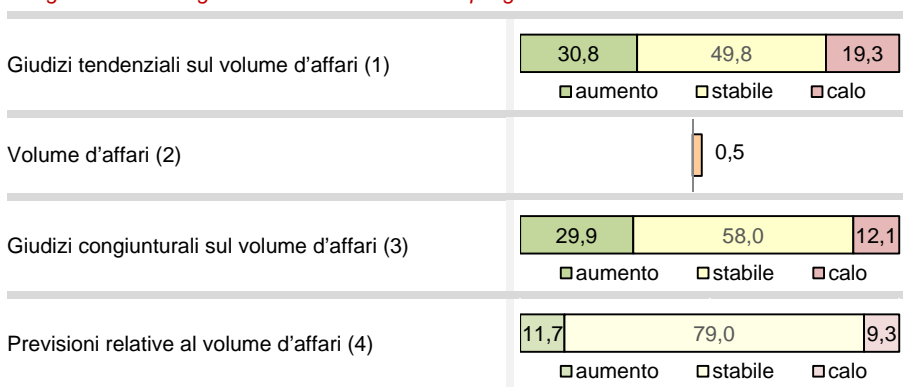 Giudizi tendenziali sul volume d'affari (1)
30,8 49,8 19,3
aumento stabile calo
Volume d'affari (2)
0,5
Giudizi congiunturali sul volume d'affari (3)
29,9 58,0 12,1
aumento stabile calo
Previsioni relative al volume d'affari (4)
11,7 79,0 9,3
aumento stabile calo